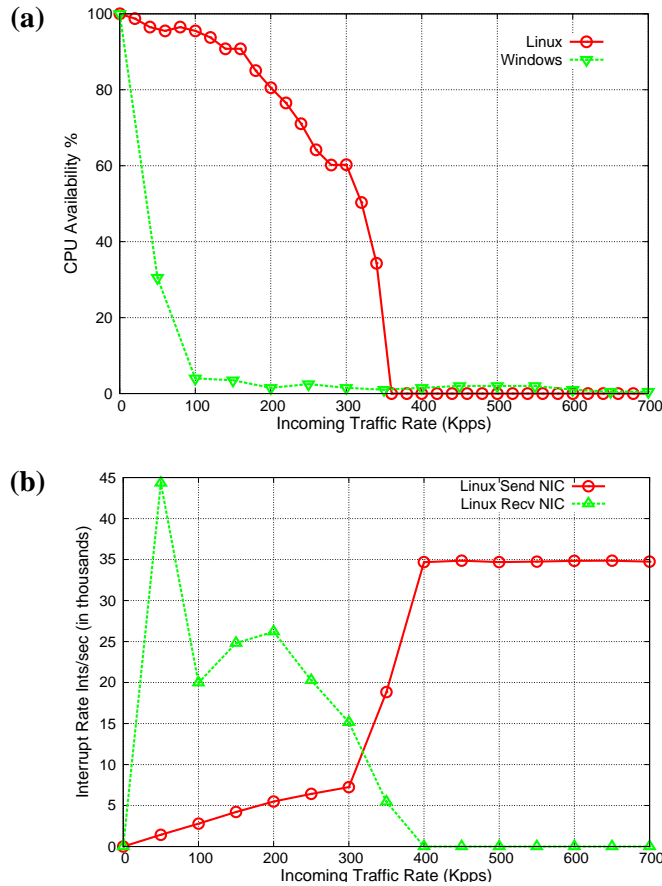 (a)
100
80
60
40
20
0
CPU Availability %
Linux
Windows
0 100 200 300 400 500 600 700
Incoming Traffic Rate (Kpps)
(b)
45
40
35
30
25
20
15
10
5
0
Interrupt Rate Ints/sec (in thousands)
Linux Send NIC
Linux Recv NIC
0 100 200 300 400 500 600 700
Incoming Traffic Rate (Kpps)